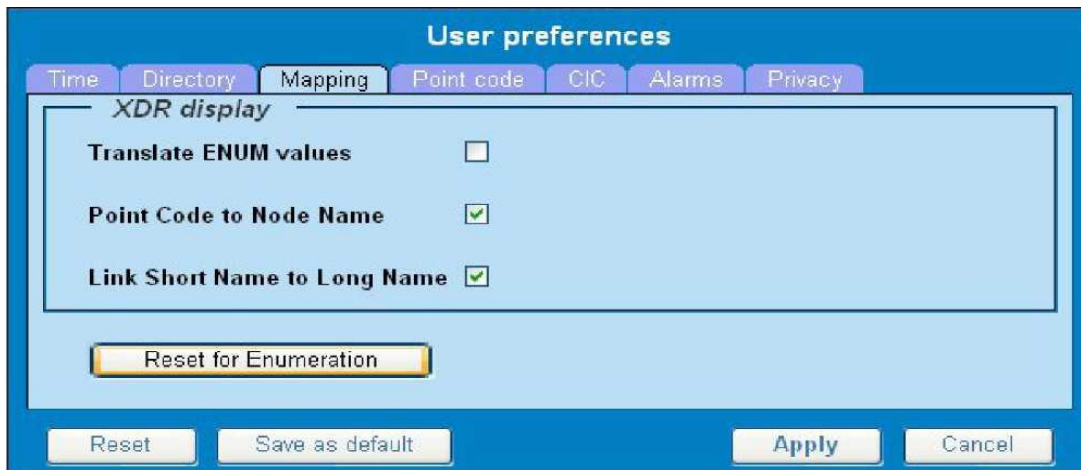 User preferences
Time Directory Mapping Point code CIC Alarms Privacy
XDR display
Translate ENUM values
Point Code to Node Name
Link Short Name to Long Name
Reset for Enumeration
Reset Save as default Apply Cancel